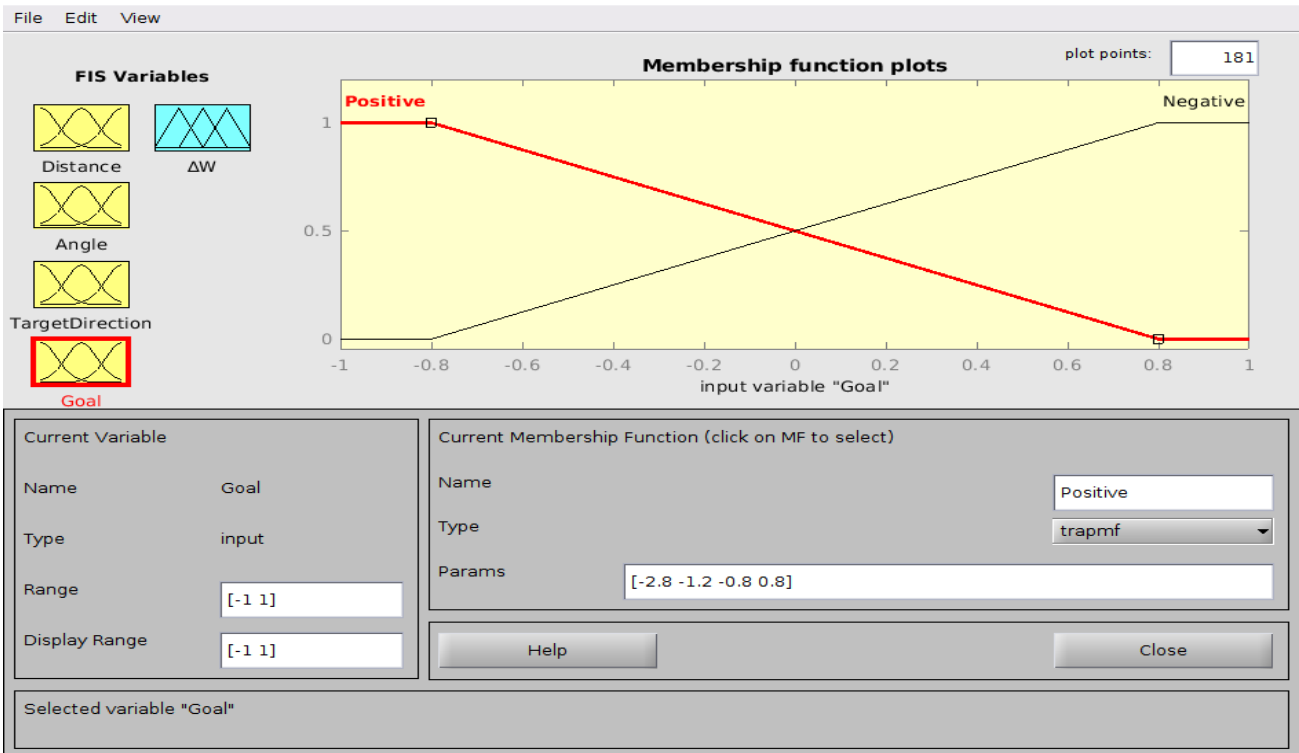 File Edit View
FIS Variables
Distance
ΔW
Angle
TargetDirection
Goal
Membership function plots
plot points:
181
Positive
Negative
1
0.5
0
-1 -0.8 -0.6 -0.4 -0.2 0 0.2 0.4 0.6 0.8 1
input variable "Goal"
Current Variable
Name Goal
Type input
Range [-1 1]
Display Range [-1 1]
Current Membership Function (click on MF to select)
Name Positive
Type trapmf
Params [-2.8 -1.2 -0.8 0.8]
Help Close
Selected variable "Goal"